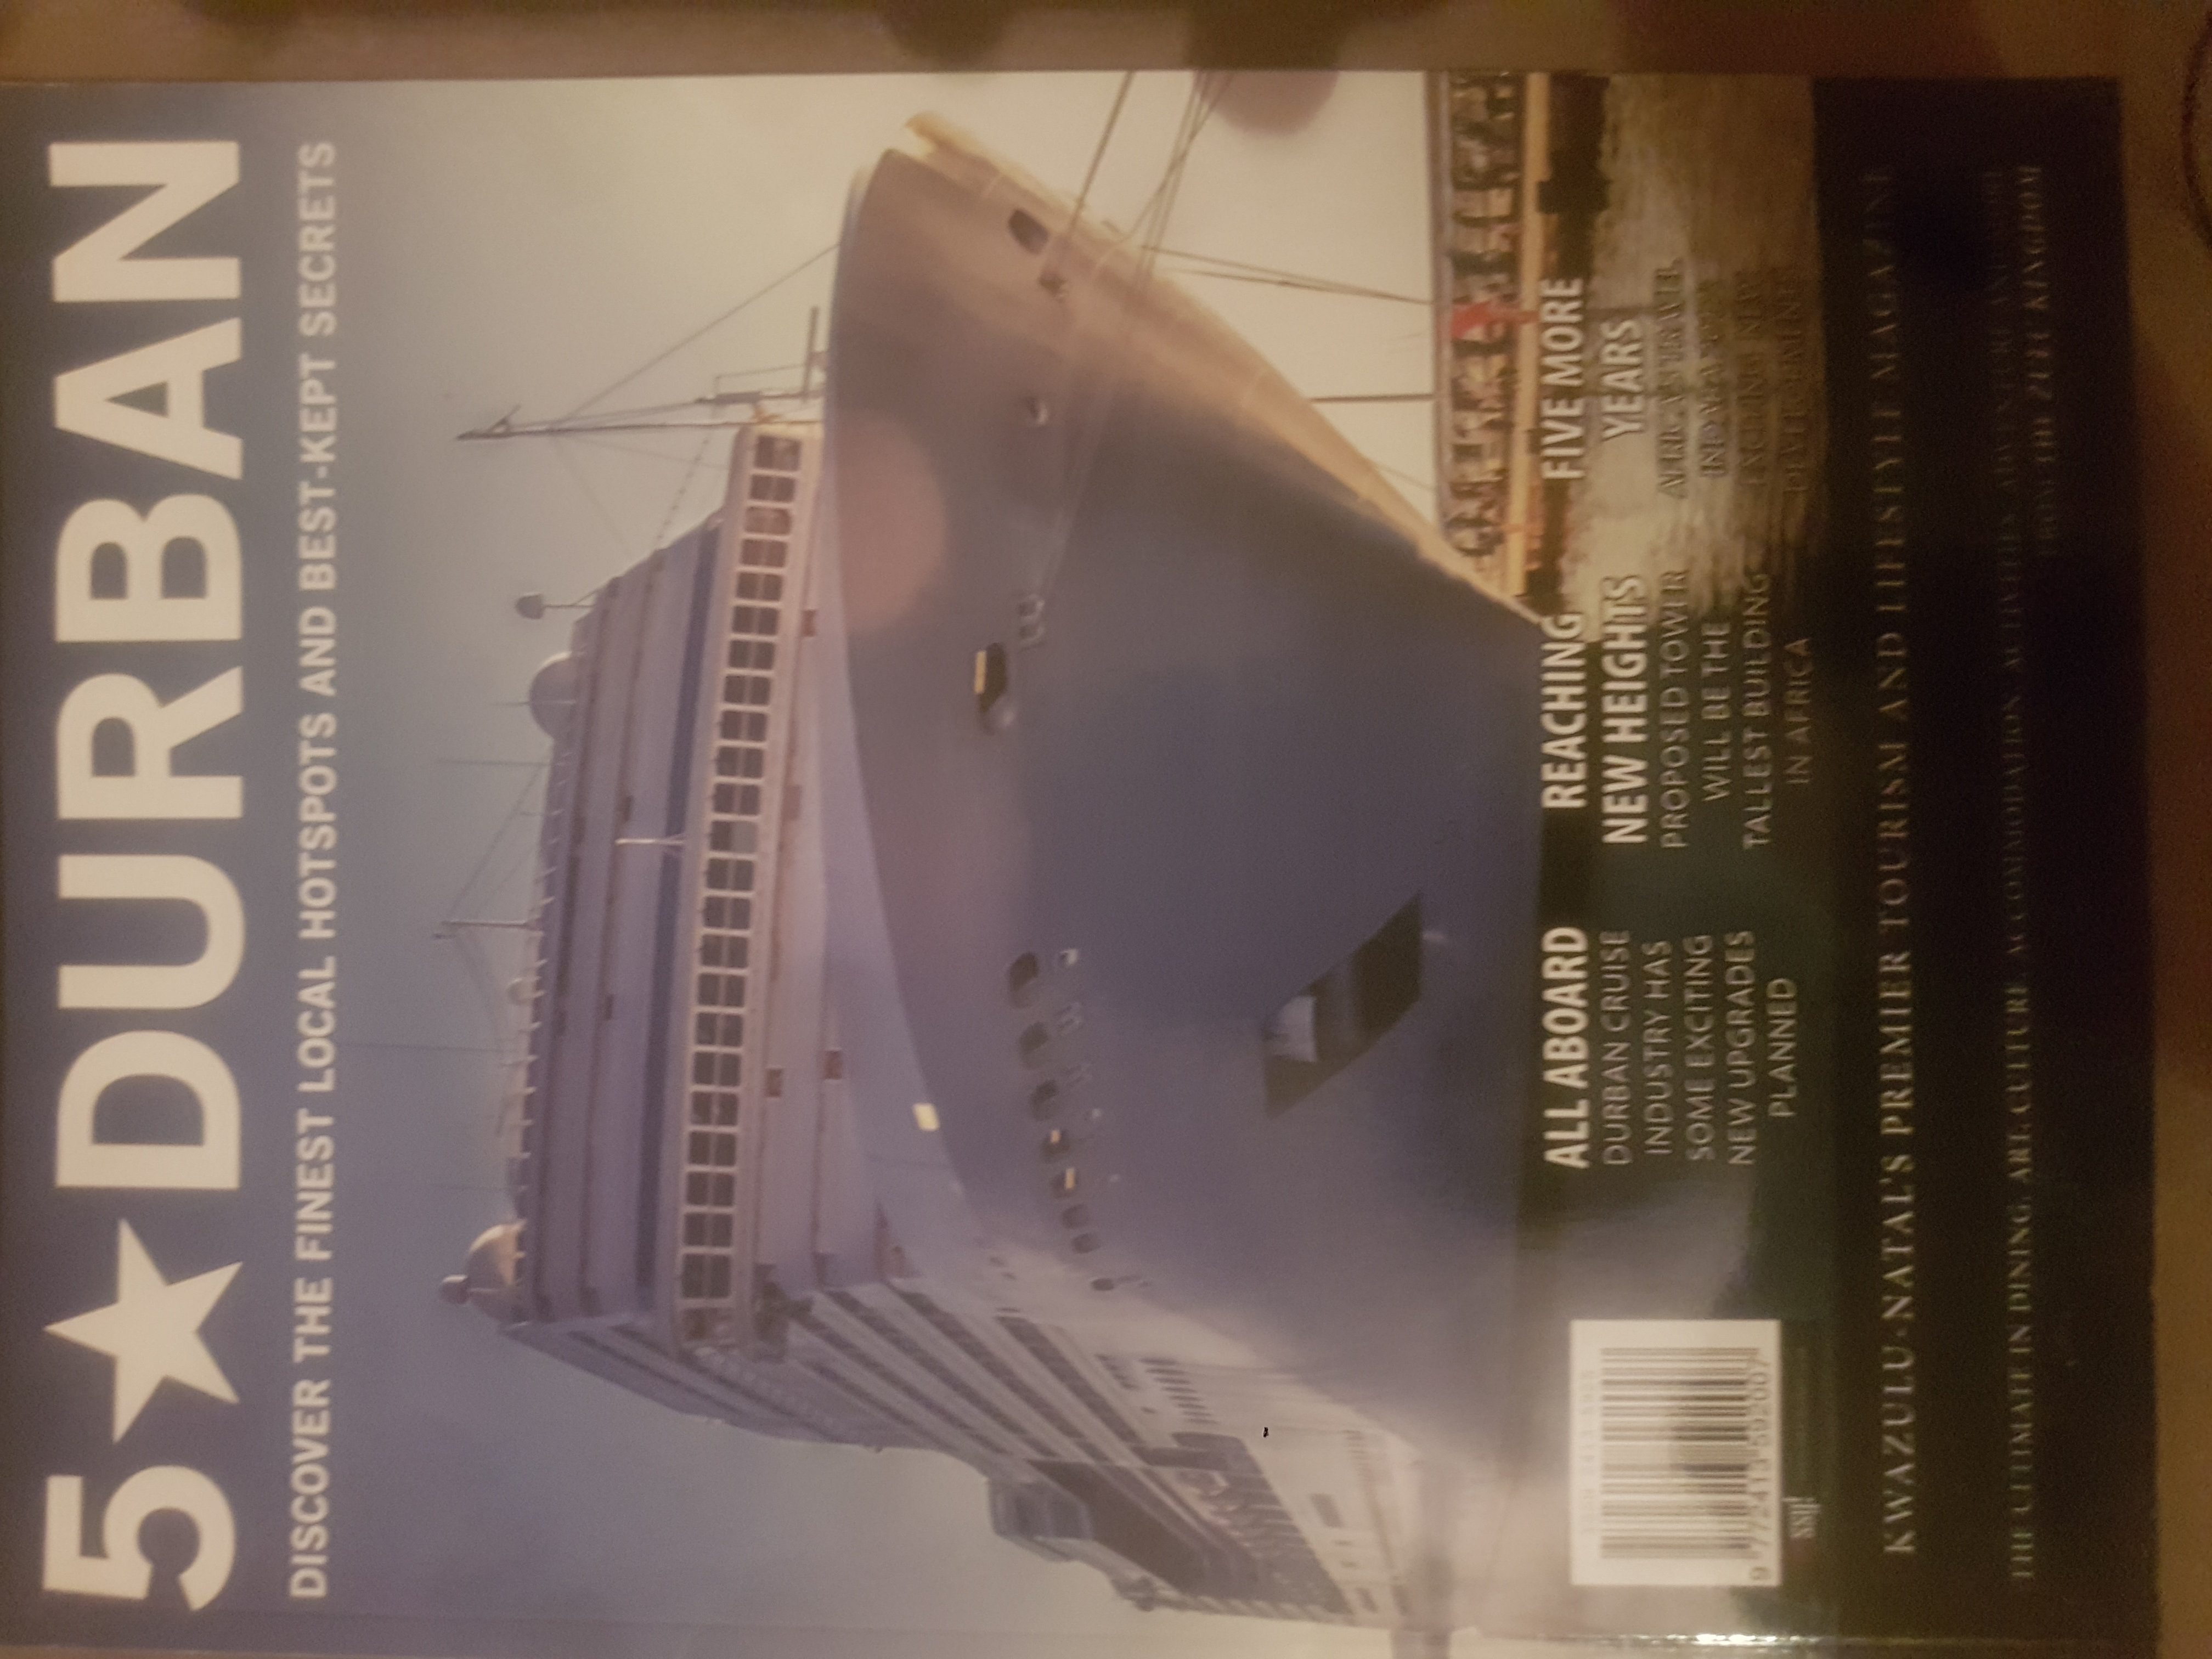 5★DURBAN
DISCOVER THE FINEST LOCAL HOTSPOTS AND BEST-KEPT SECRETS
ALL ABOARD
DURBAN CRUISE
INDUSTRY HAS
SOME EXCITING
NEW UPGRADES
PLANNED
REACHING
NEW HEIGHTS
PROPOSED TOWER
WILL BE THE
TALLEST BUILDING
IN AFRICA
FIVE MORE
YEARS
AFRICA'S TRAVEL
INDABA
EXCITING NEW
9 772413 592007
ssq!
KWAZULU-NATAL'S PREMIER TOURISM AND LIFESTYLE MAGAZINE
THE ULTIMATE IN DINING, ART, CULTURE, ACCOMMODATION, ACTIVITIES, ADVENTURE AND MORE
FROM THE ZULU KINGDOM